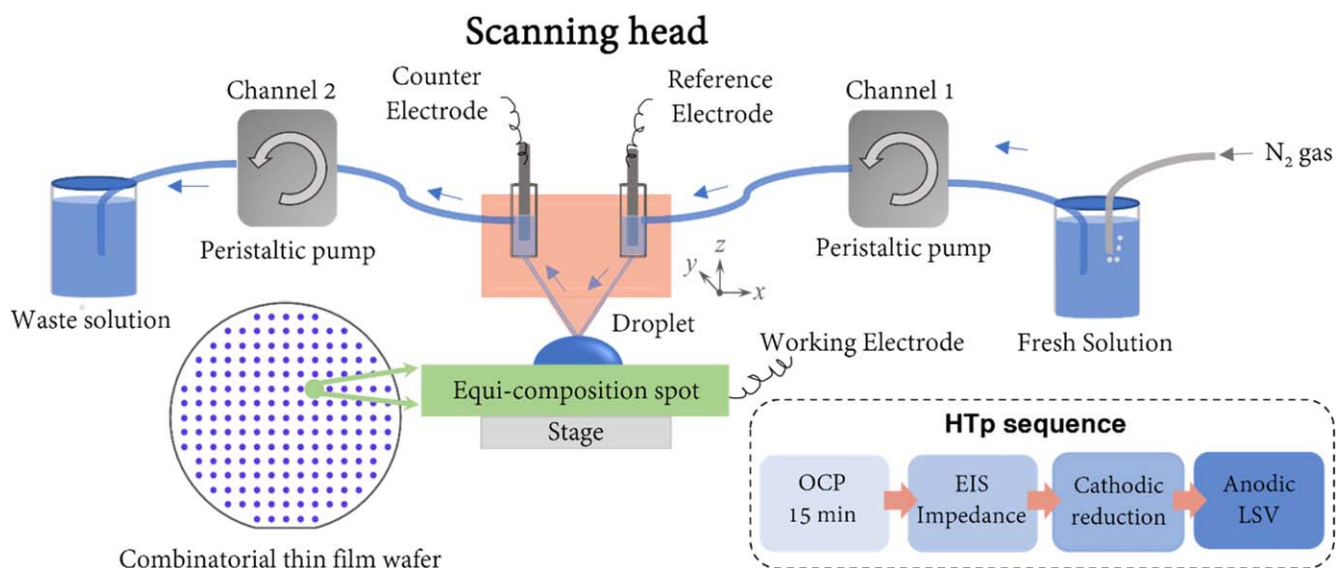 Scanning head
Channel 2
Counter
Electrode
Reference
Electrode
Channel 1
N₂ gas
Peristaltic pump
Peristaltic pump
z
y
x
Waste solution
Droplet
Working Electrode
Fresh Solution
Equi-composition spot
Stage
HTp sequence
OCP
15 min
EIS
Impedance
Cathodic
reduction
Anodic
LSV
Combinatorial thin film wafer